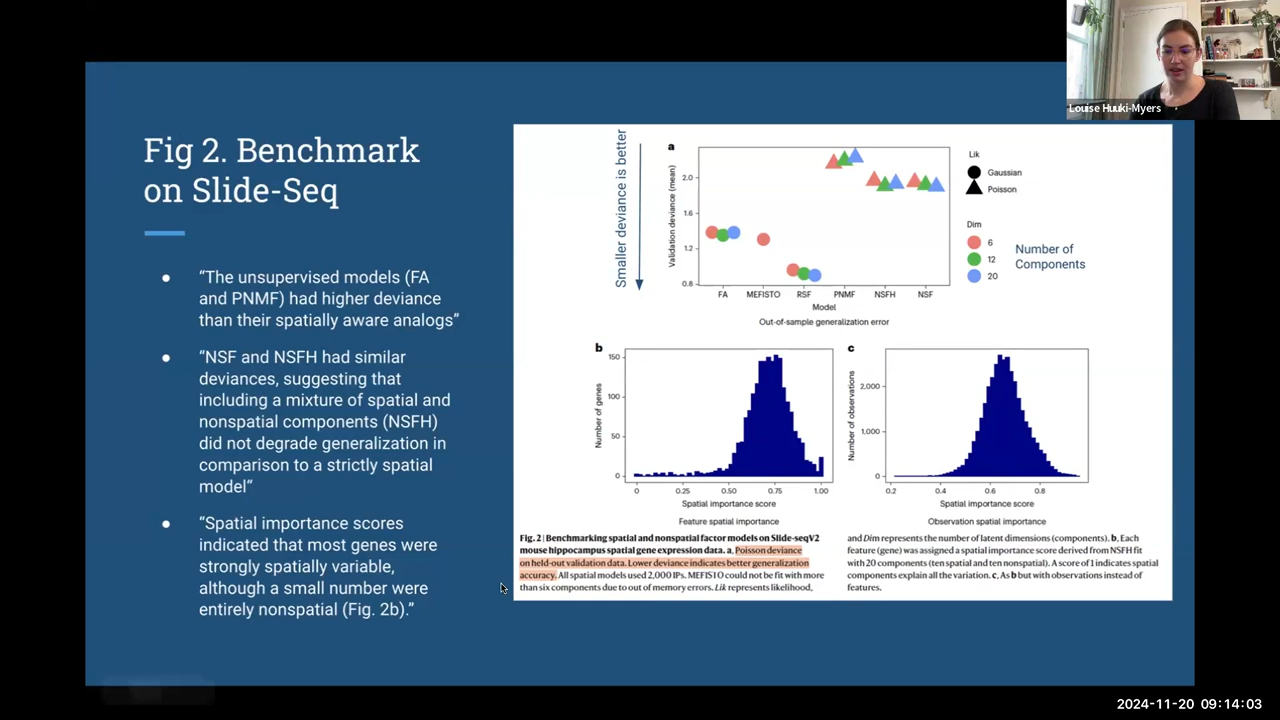 Louise Huuki-Myers
Fig 2. Benchmark
on Slide-Seq
● “The unsupervised models (FA
and PNMF) had higher deviance
than their spatially aware analogs”
● “NSF and NSFH had similar
deviances, suggesting that
including a mixture of spatial and
nonspatial components (NSFH)
did not degrade generalization in
comparison to a strictly spatial
model”
● “Spatial importance scores
indicated that most genes were
strongly spatially variable,
although a small number were
entirely nonspatial (Fig. 2b).”
Smaller deviance is better
a
Validation deviance (mean)
2.0
1.6
1.2
0.8
FA MEFISTO RSF PNMF NSFH NSF
Model
Out-of-sample generalization error
Lik
Gaussian
Poisson
Dim
6
12
20
Number of
Components
b
Number of genes
150
100
50
0
0 0.25 0.50 0.75 1.00
Spatial importance score
Feature spatial importance
c
Number of observations
2,000
1,000
0
0.2 0.4 0.6 0.8
Spatial importance score
Observation spatial importance
Fig. 2 | Benchmarking spatial and nonspatial factor models on Slide-seqV2
mouse hippocampus spatial gene expression data. a, Poisson deviance
on held-out validation data. Lower deviance indicates better generalization
accuracy. All spatial models used 2,000 IPs. MEFISTO could not be fit with more
than six components due to out of memory errors. Lik represents likelihood,
and Dim represents the number of latent dimensions (components). b, Each
feature (gene) was assigned a spatial importance score derived from NSFH fit
with 20 components (ten spatial and ten nonspatial). A score of 1 indicates spatial
components explain all the variation. c, As b but with observations instead of
features.
2024-11-20 09:14:03